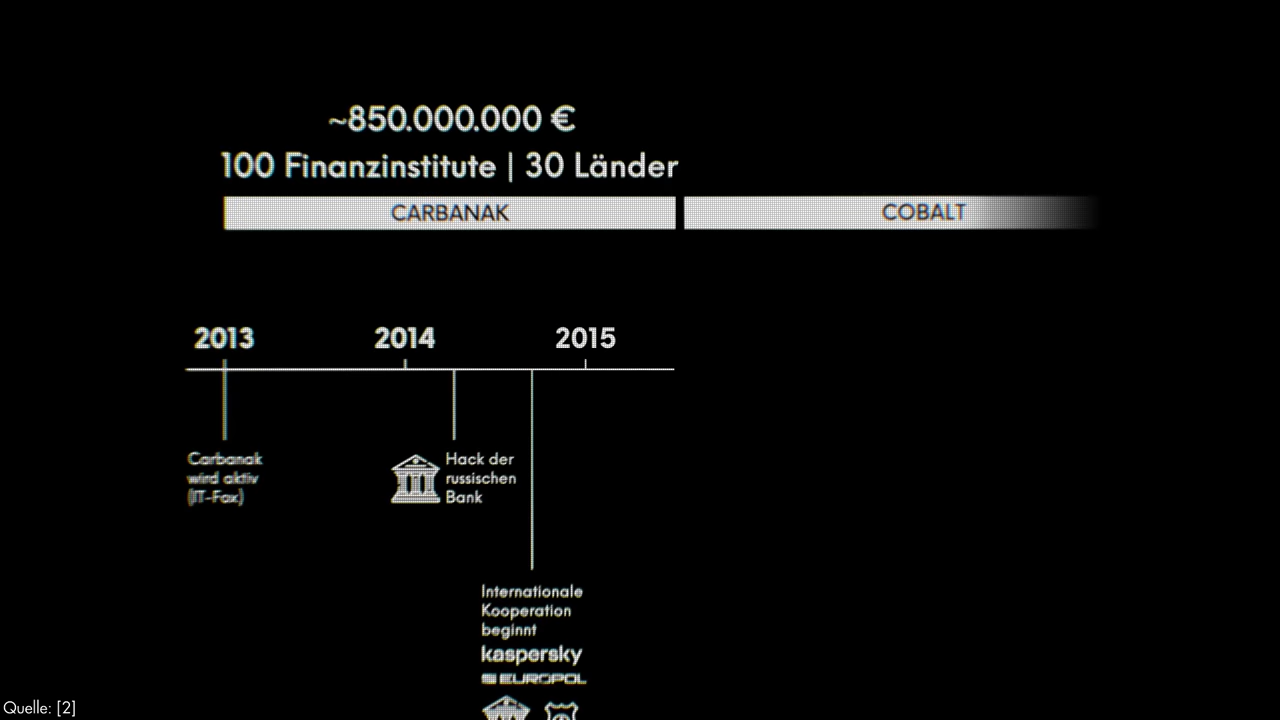 ~850.000.000 €
100 Finanzinstitute | 30 Länder
CARBANAK
COBALT
2013
2014
2015
Carbanak
wird aktiv
(IT-Fax)
Hack der
russischen
Bank
Internationale
Kooperation
beginnt
kaspersky
EUROPOL
Quelle: [2]